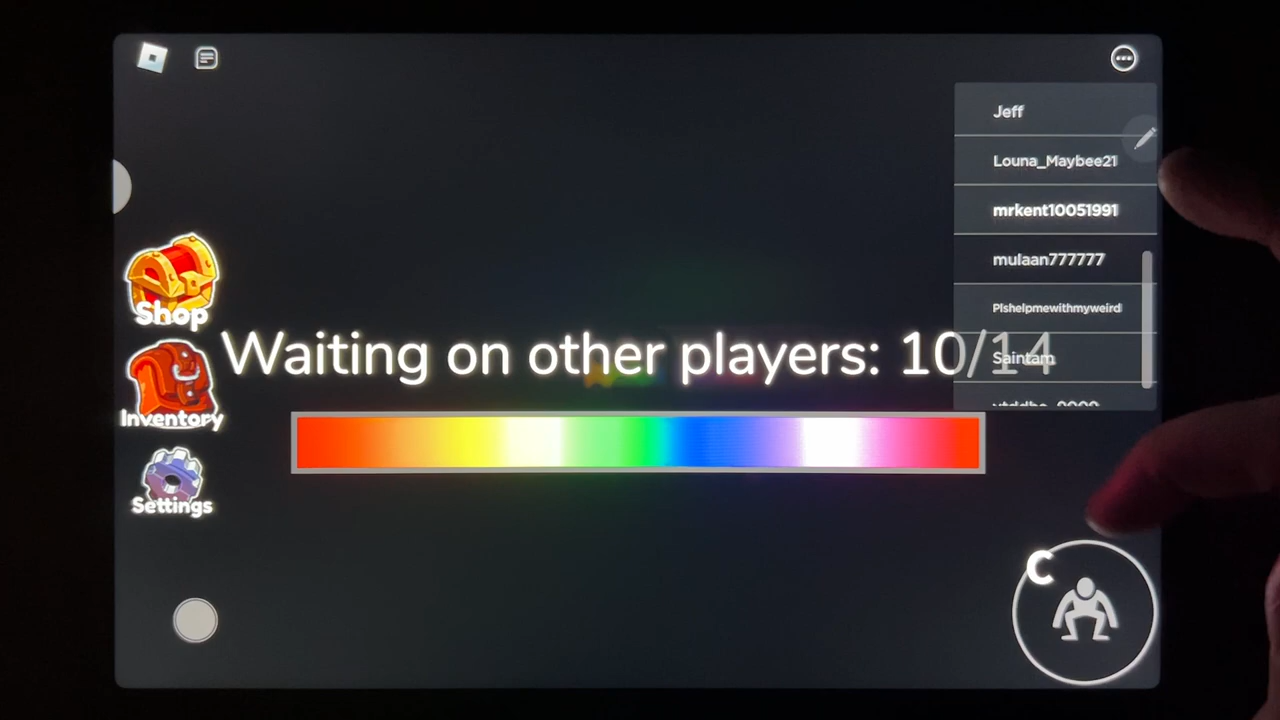 Jeff
Louna_Maybee21
mrkent10051991
mulaan777777
Plshelpmewithmyweird
Saintam
Shop
Waiting on other players: 10/14
Inventory
Settings
C